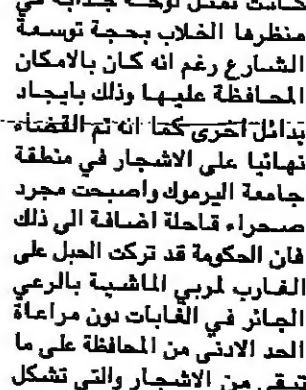 كانت تمثل لوحة جذابة في
منظرها الخلاب بحجة توسعة
الشارع رغم انه كان بالامكان
المحافظة عليها وذلك بايجاد
بدائل اخرى كما انه تم القضاء
نهائيا على الاشجار في منطقة
جامعة اليرموك واصبحت مجرد
صحراء قاحلة اضافة الى ذلك
فان الحكومة قد تركت الحبل على
الغارب لمربي الماشية بالرعي
الجائر في الغابات دون مراعاة
الحد الادنى من المحافظة على ما
يبقى من الاشجار والتي تشكل